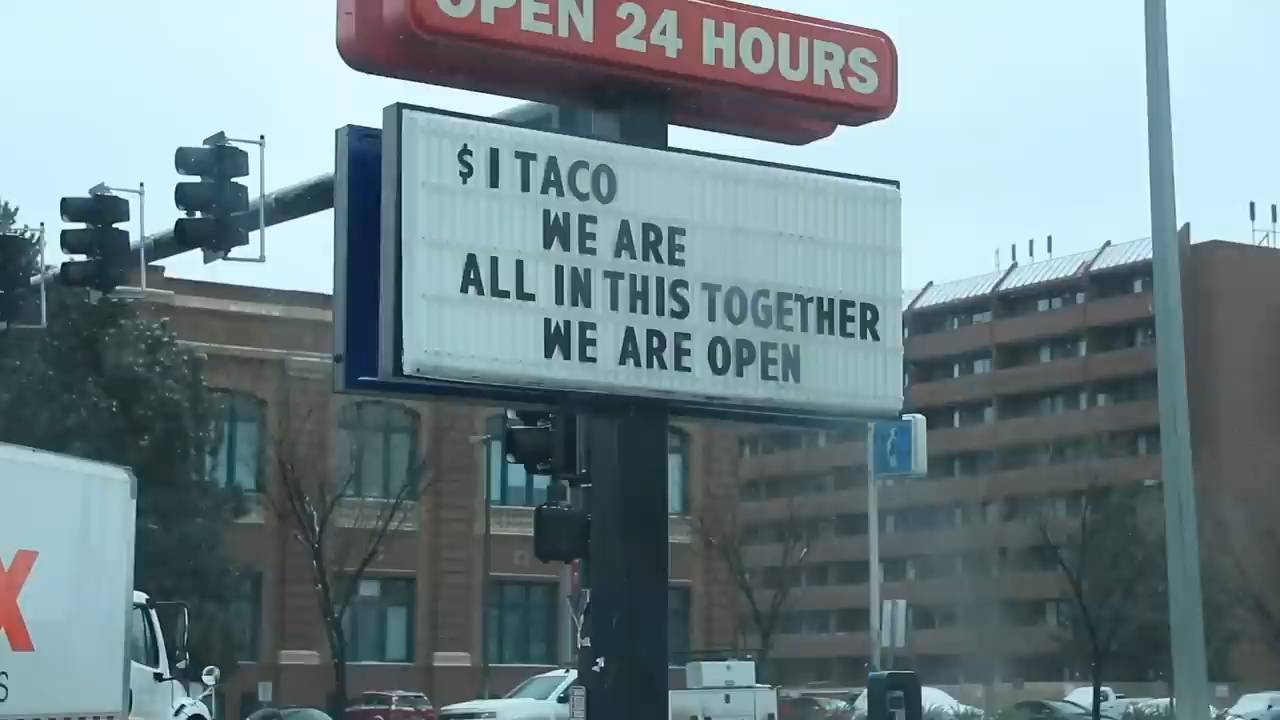 OPEN 24 HOURS
$1 TACO
WE ARE
ALL IN THIS TOGETHER
WE ARE OPEN
X
S